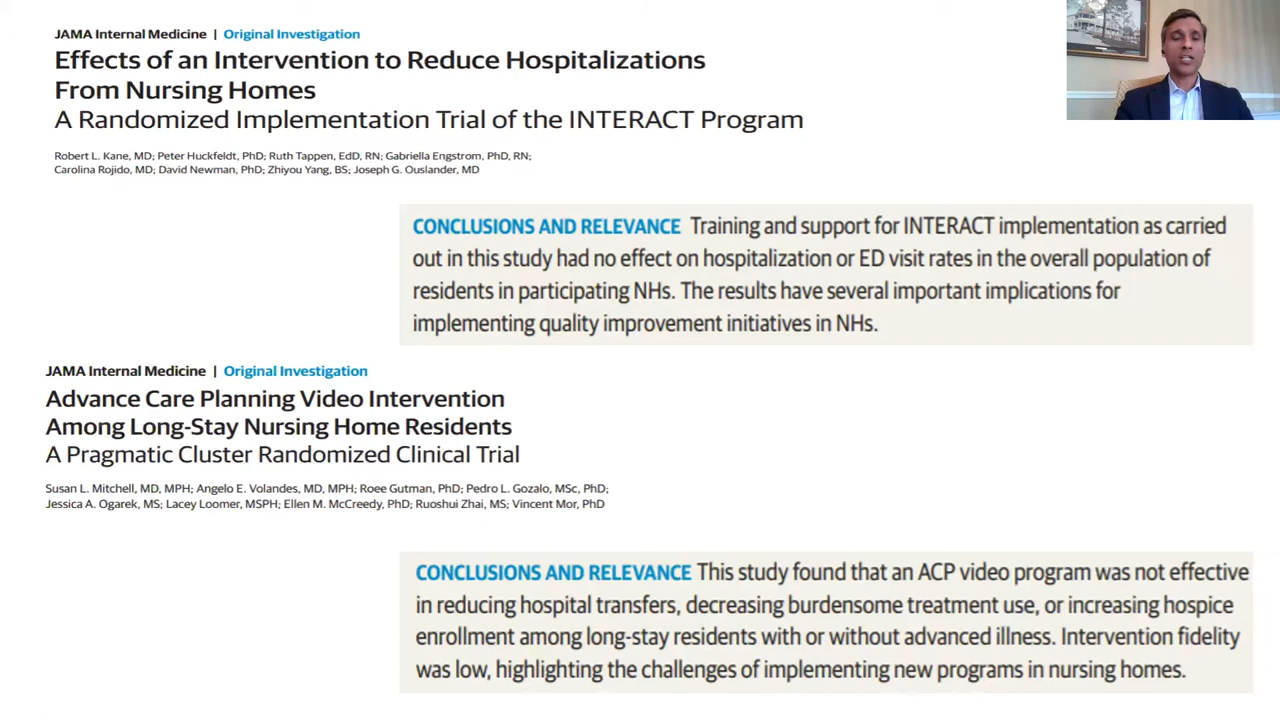 JAMA Internal Medicine | Original Investigation
Effects of an Intervention to Reduce Hospitalizations
From Nursing Homes
A Randomized Implementation Trial of the INTERACT Program
Robert L. Kane, MD; Peter Huckfeldt, PhD; Ruth Tappen, EdD, RN; Gabriella Engstrom, PhD, RN;
Carolina Rojido, MD; David Newman, PhD; Zhiyou Yang, BS; Joseph G. Ouslander, MD
CONCLUSIONS AND RELEVANCE Training and support for INTERACT implementation as carried
out in this study had no effect on hospitalization or ED visit rates in the overall population of
residents in participating NHs. The results have several important implications for
implementing quality improvement initiatives in NHs.
JAMA Internal Medicine | Original Investigation
Advance Care Planning Video Intervention
Among Long-Stay Nursing Home Residents
A Pragmatic Cluster Randomized Clinical Trial
Susan L. Mitchell, MD, MPH; Angelo E. Volandes, MD, MPH; Roee Gutman, PhD; Pedro L. Gozalo, MSc, PhD;
Jessica A. Ogarek, MS; Lacey Loomer, MSPH; Ellen M. McCreedy, PhD; Ruoshui Zhai, MS; Vincent Mor, PhD
CONCLUSIONS AND RELEVANCE This study found that an ACP video program was not effective
in reducing hospital transfers, decreasing burdensome treatment use, or increasing hospice
enrollment among long-stay residents with or without advanced illness. Intervention fidelity
was low, highlighting the challenges of implementing new programs in nursing homes.